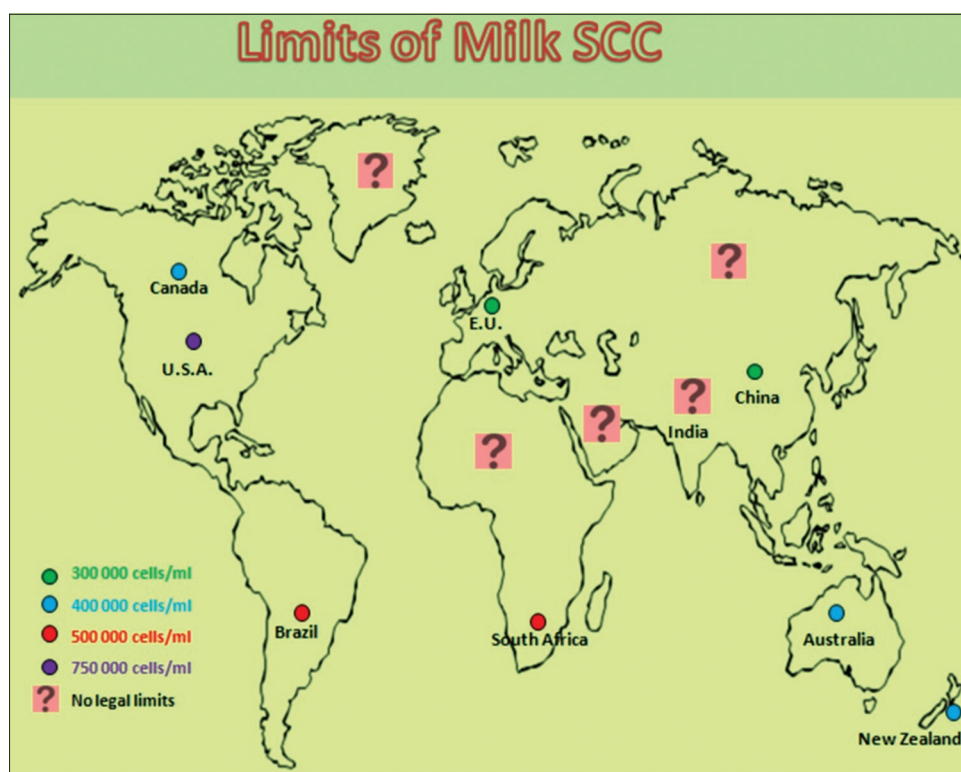 Limits of Milk SCC
?
?
Canada
E.U.
U.S.A.
China
?
?
India
?
300 000 cells/ml
400 000 cells/ml
500 000 cells/ml
750 000 cells/ml
? No legal limits
Brazil
South Africa
Australia
New Zealand